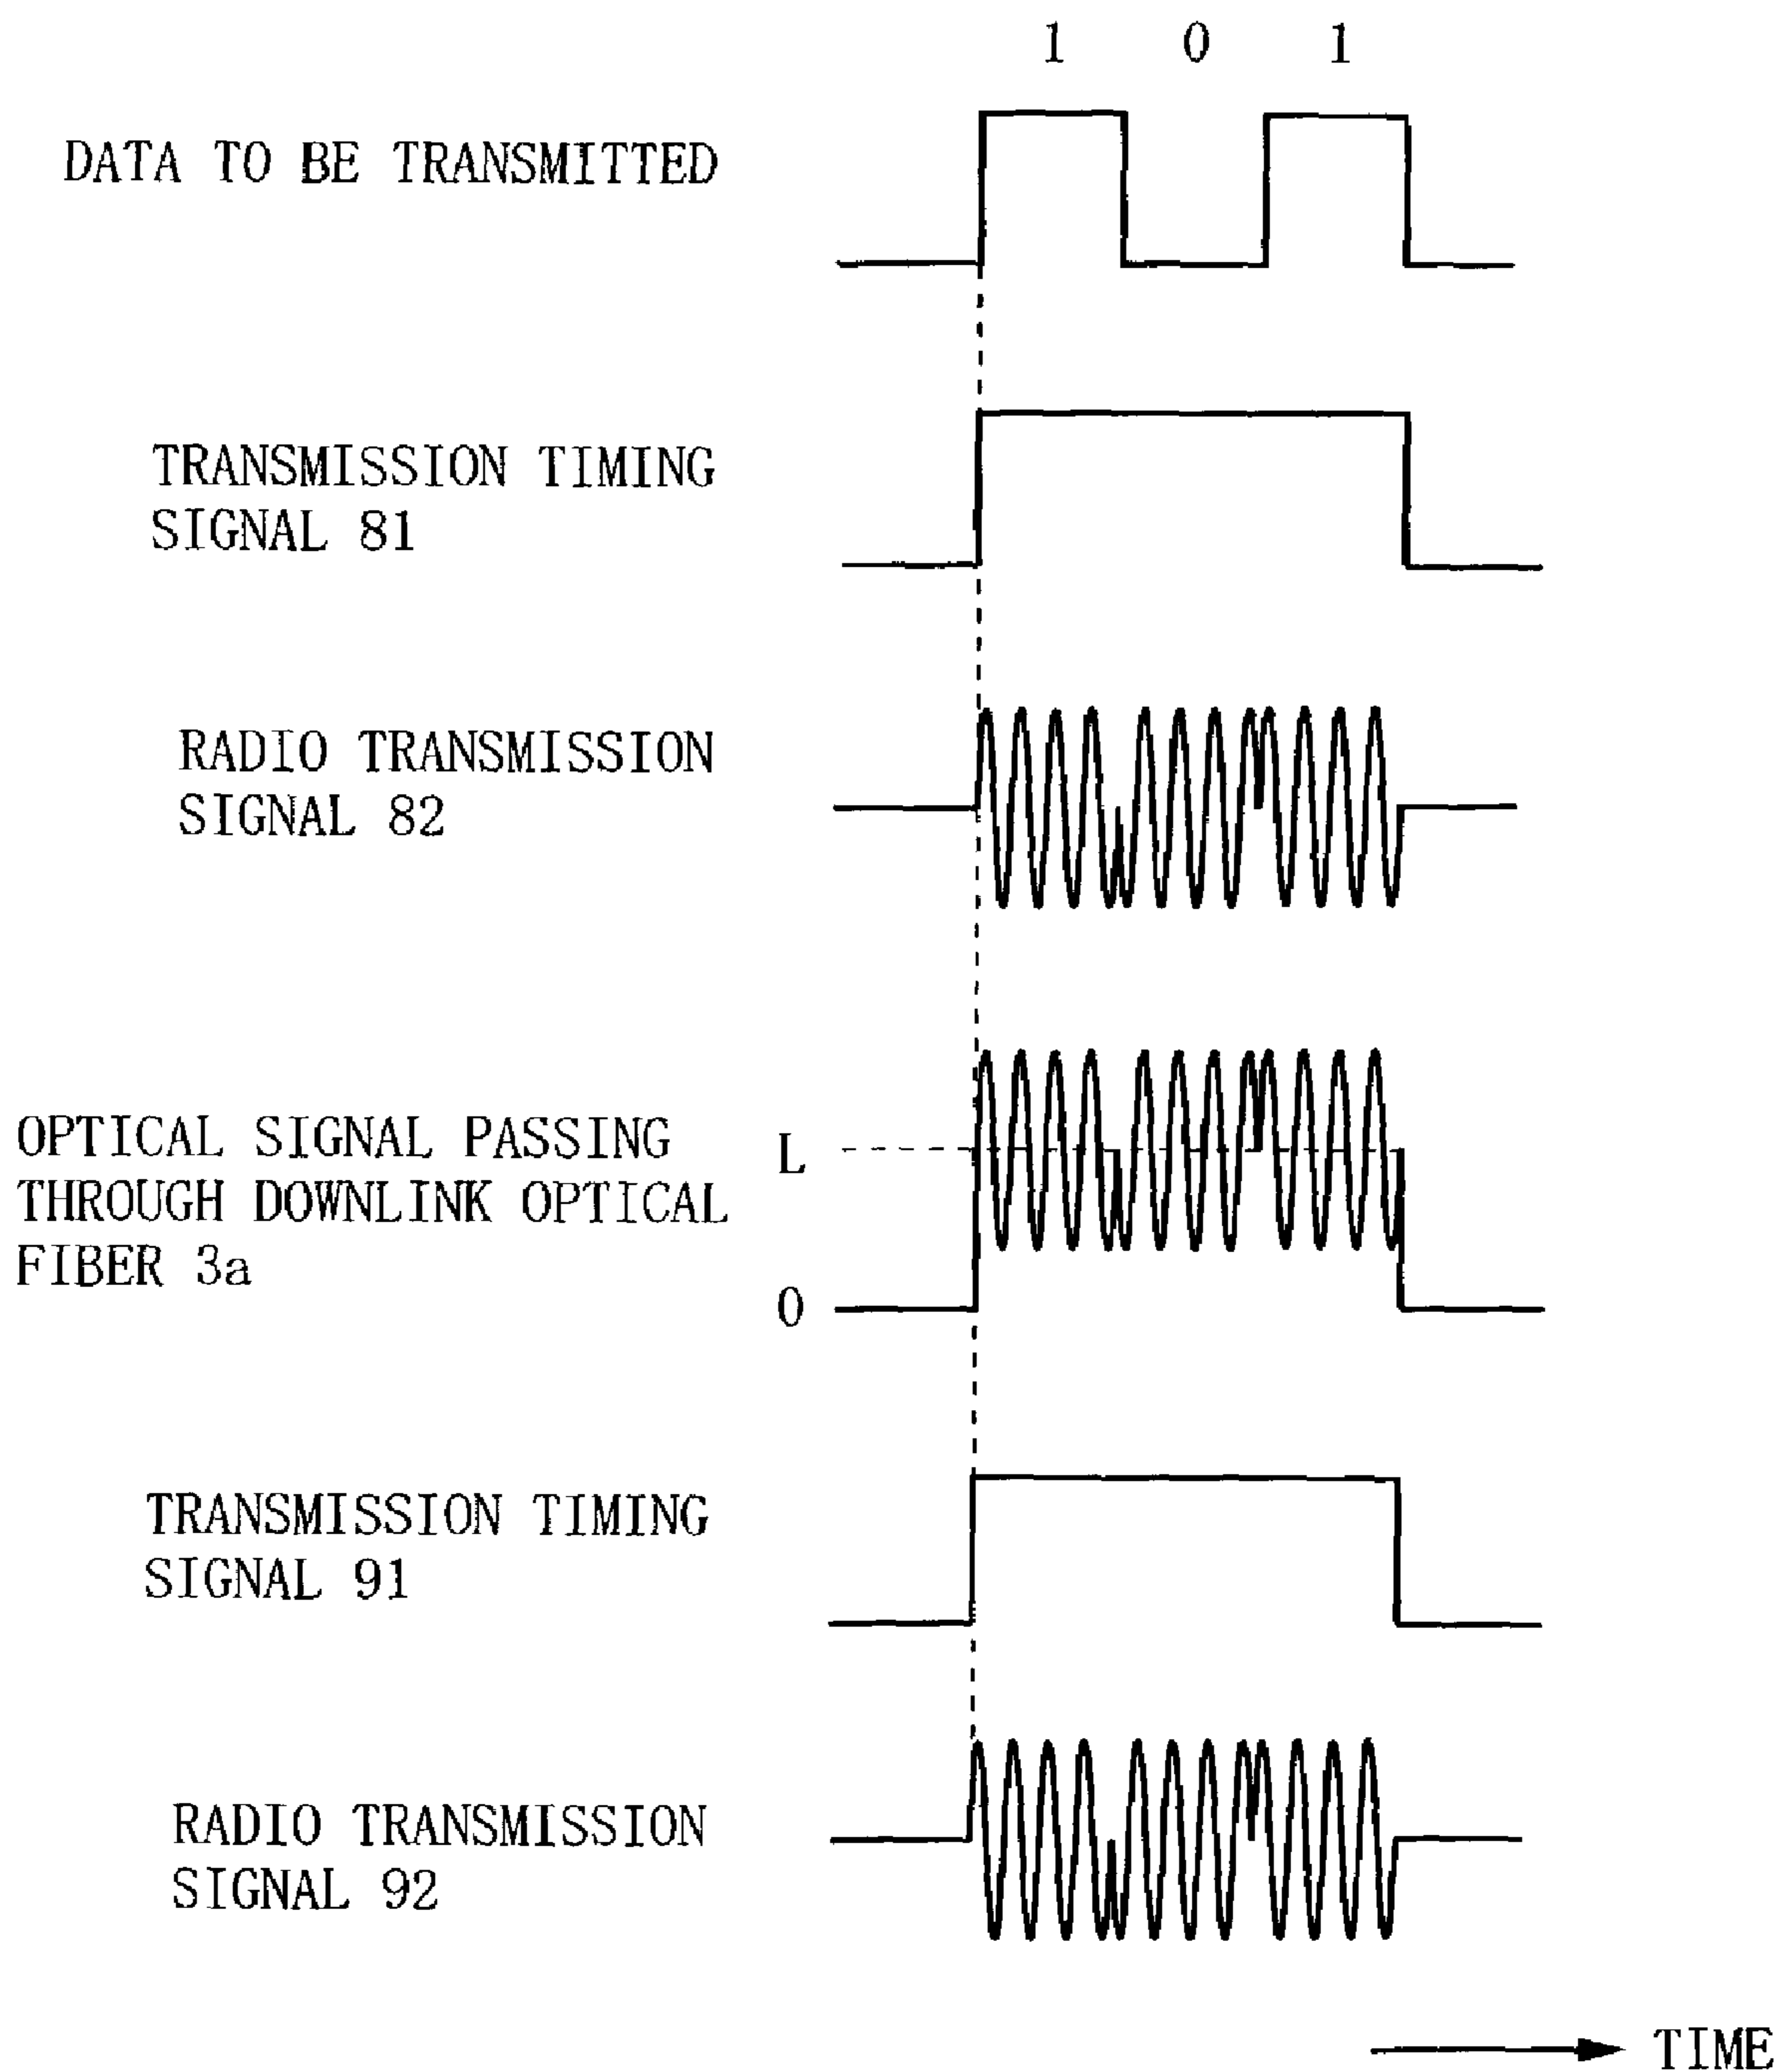 1 0 1
DATA TO BE TRANSMITTED
TRANSMISSION TIMING
SIGNAL 81
RADIO TRANSMISSION
SIGNAL 82
OPTICAL SIGNAL PASSING
THROUGH DOWNLINK OPTICAL
FIBER 3a
L
0
TRANSMISSION TIMING
SIGNAL 91
RADIO TRANSMISSION
SIGNAL 92
TIME